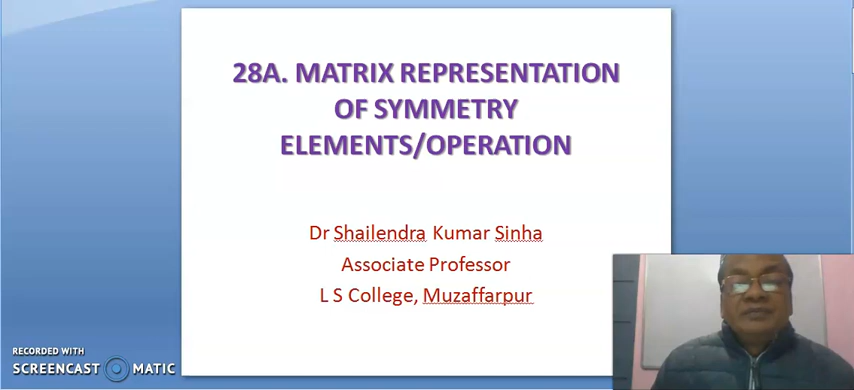 28A. MATRIX REPRESENTATION
OF SYMMETRY
ELEMENTS/OPERATION
Dr Shailendra Kumar Sinha
Associate Professor
L S College, Muzaffarpur
RECORDED WITH
SCREENCAST MATIC